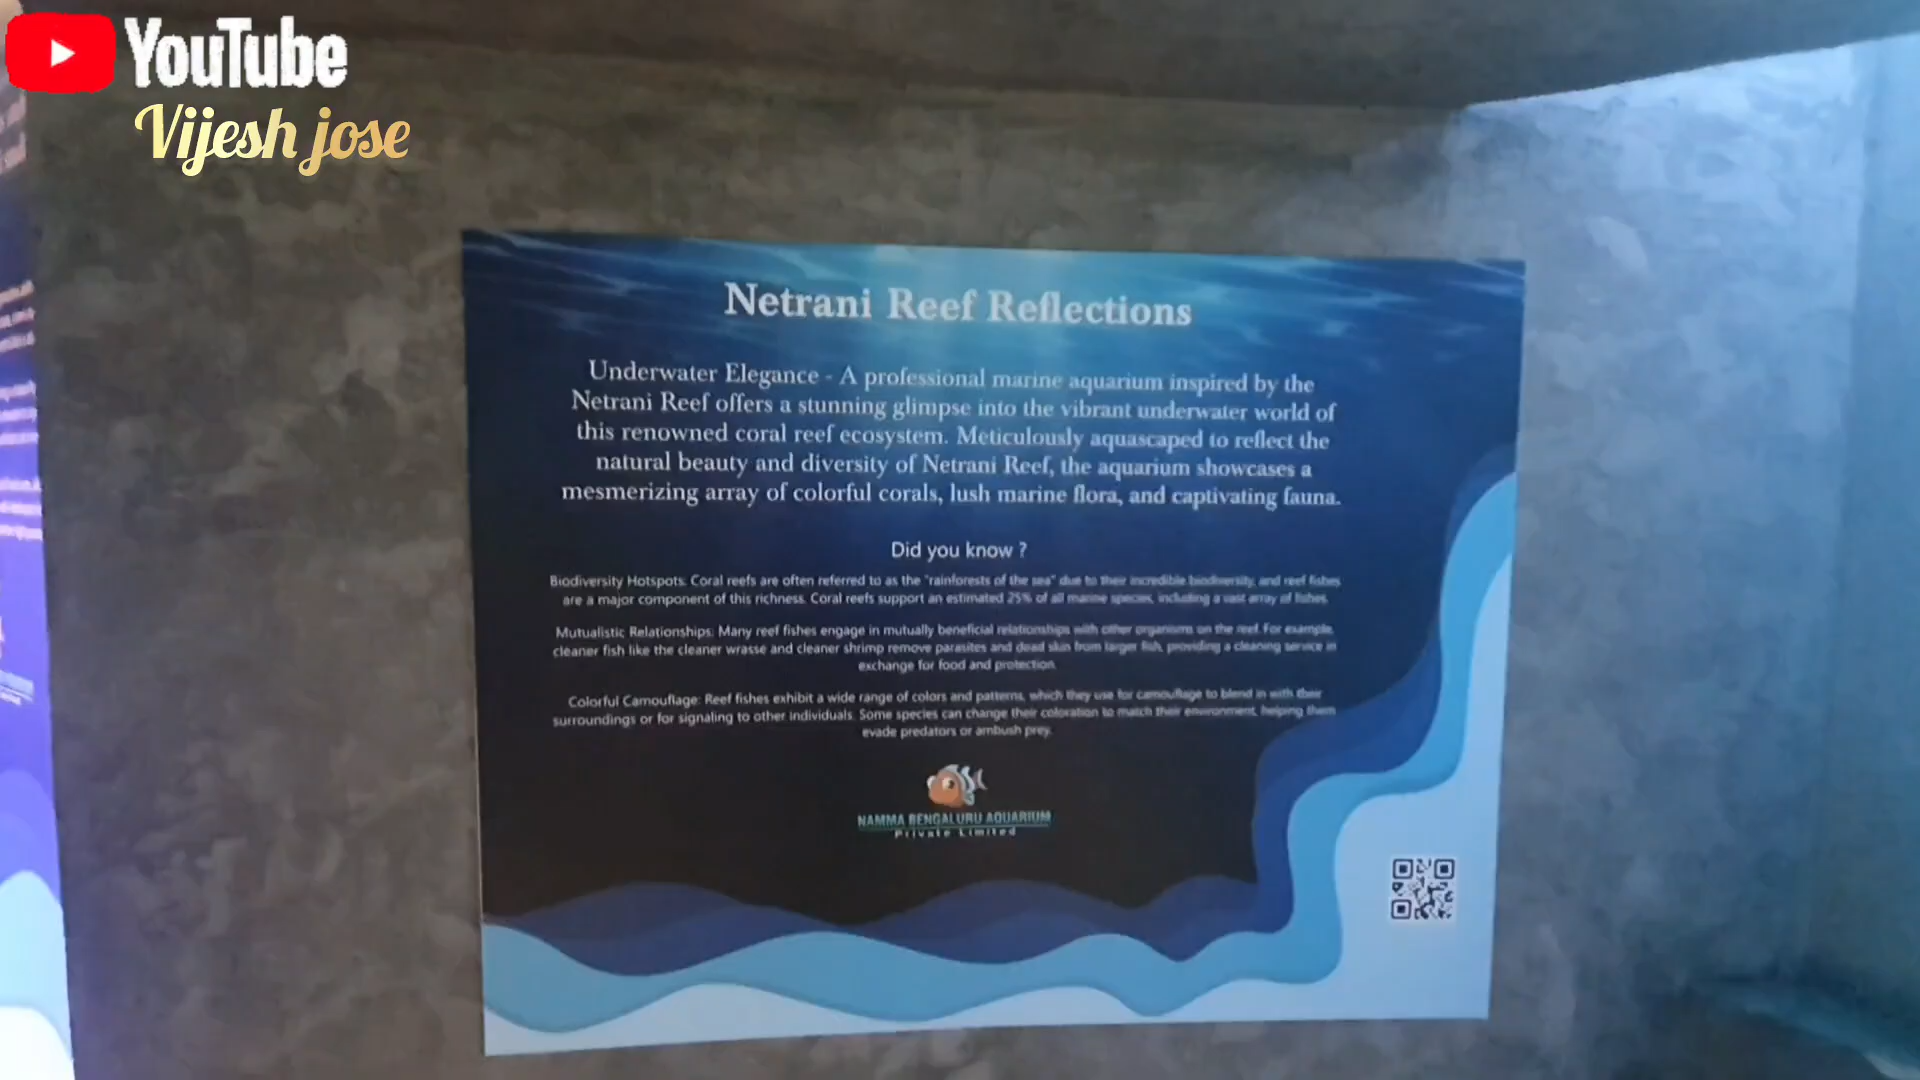 YouTube
Vijesh jose
Netrani Reef Reflections
Underwater Elegance - A professional marine aquarium inspired by the
Netrani Reef offers a stunning glimpse into the vibrant underwater world of
this renowned coral reef ecosystem. Meticulously aquascaped to reflect the
natural beauty and diversity of Netrani Reef, the aquarium showcases a
mesmerizing array of colorful corals, lush marine flora, and captivating fauna.
Did you know ?
Biodiversity Hotspots: Coral reefs are often referred to as the "rainforests of the sea" due to their incredible biodiversity, and reef fishes
are a major component of this richness. Coral reefs support an estimated 25% of all marine species, including a vast array of fishes.
Mutualistic Relationships: Many reef fishes engage in mutually beneficial relationships with other organisms on the reef. For example,
cleaner fish like the cleaner wrasse and cleaner shrimp remove parasites and dead skin from larger fish, providing a cleaning service in
exchange for food and protection.
Colorful Camouflage: Reef fishes exhibit a wide range of colors and patterns, which they use for camouflage to blend in with their
surroundings or for signaling to other individuals. Some species can change their coloration to match their environment, helping them
evade predators or ambush prey.
NAMMA BENGALURU AQUARIUM
Private Limited